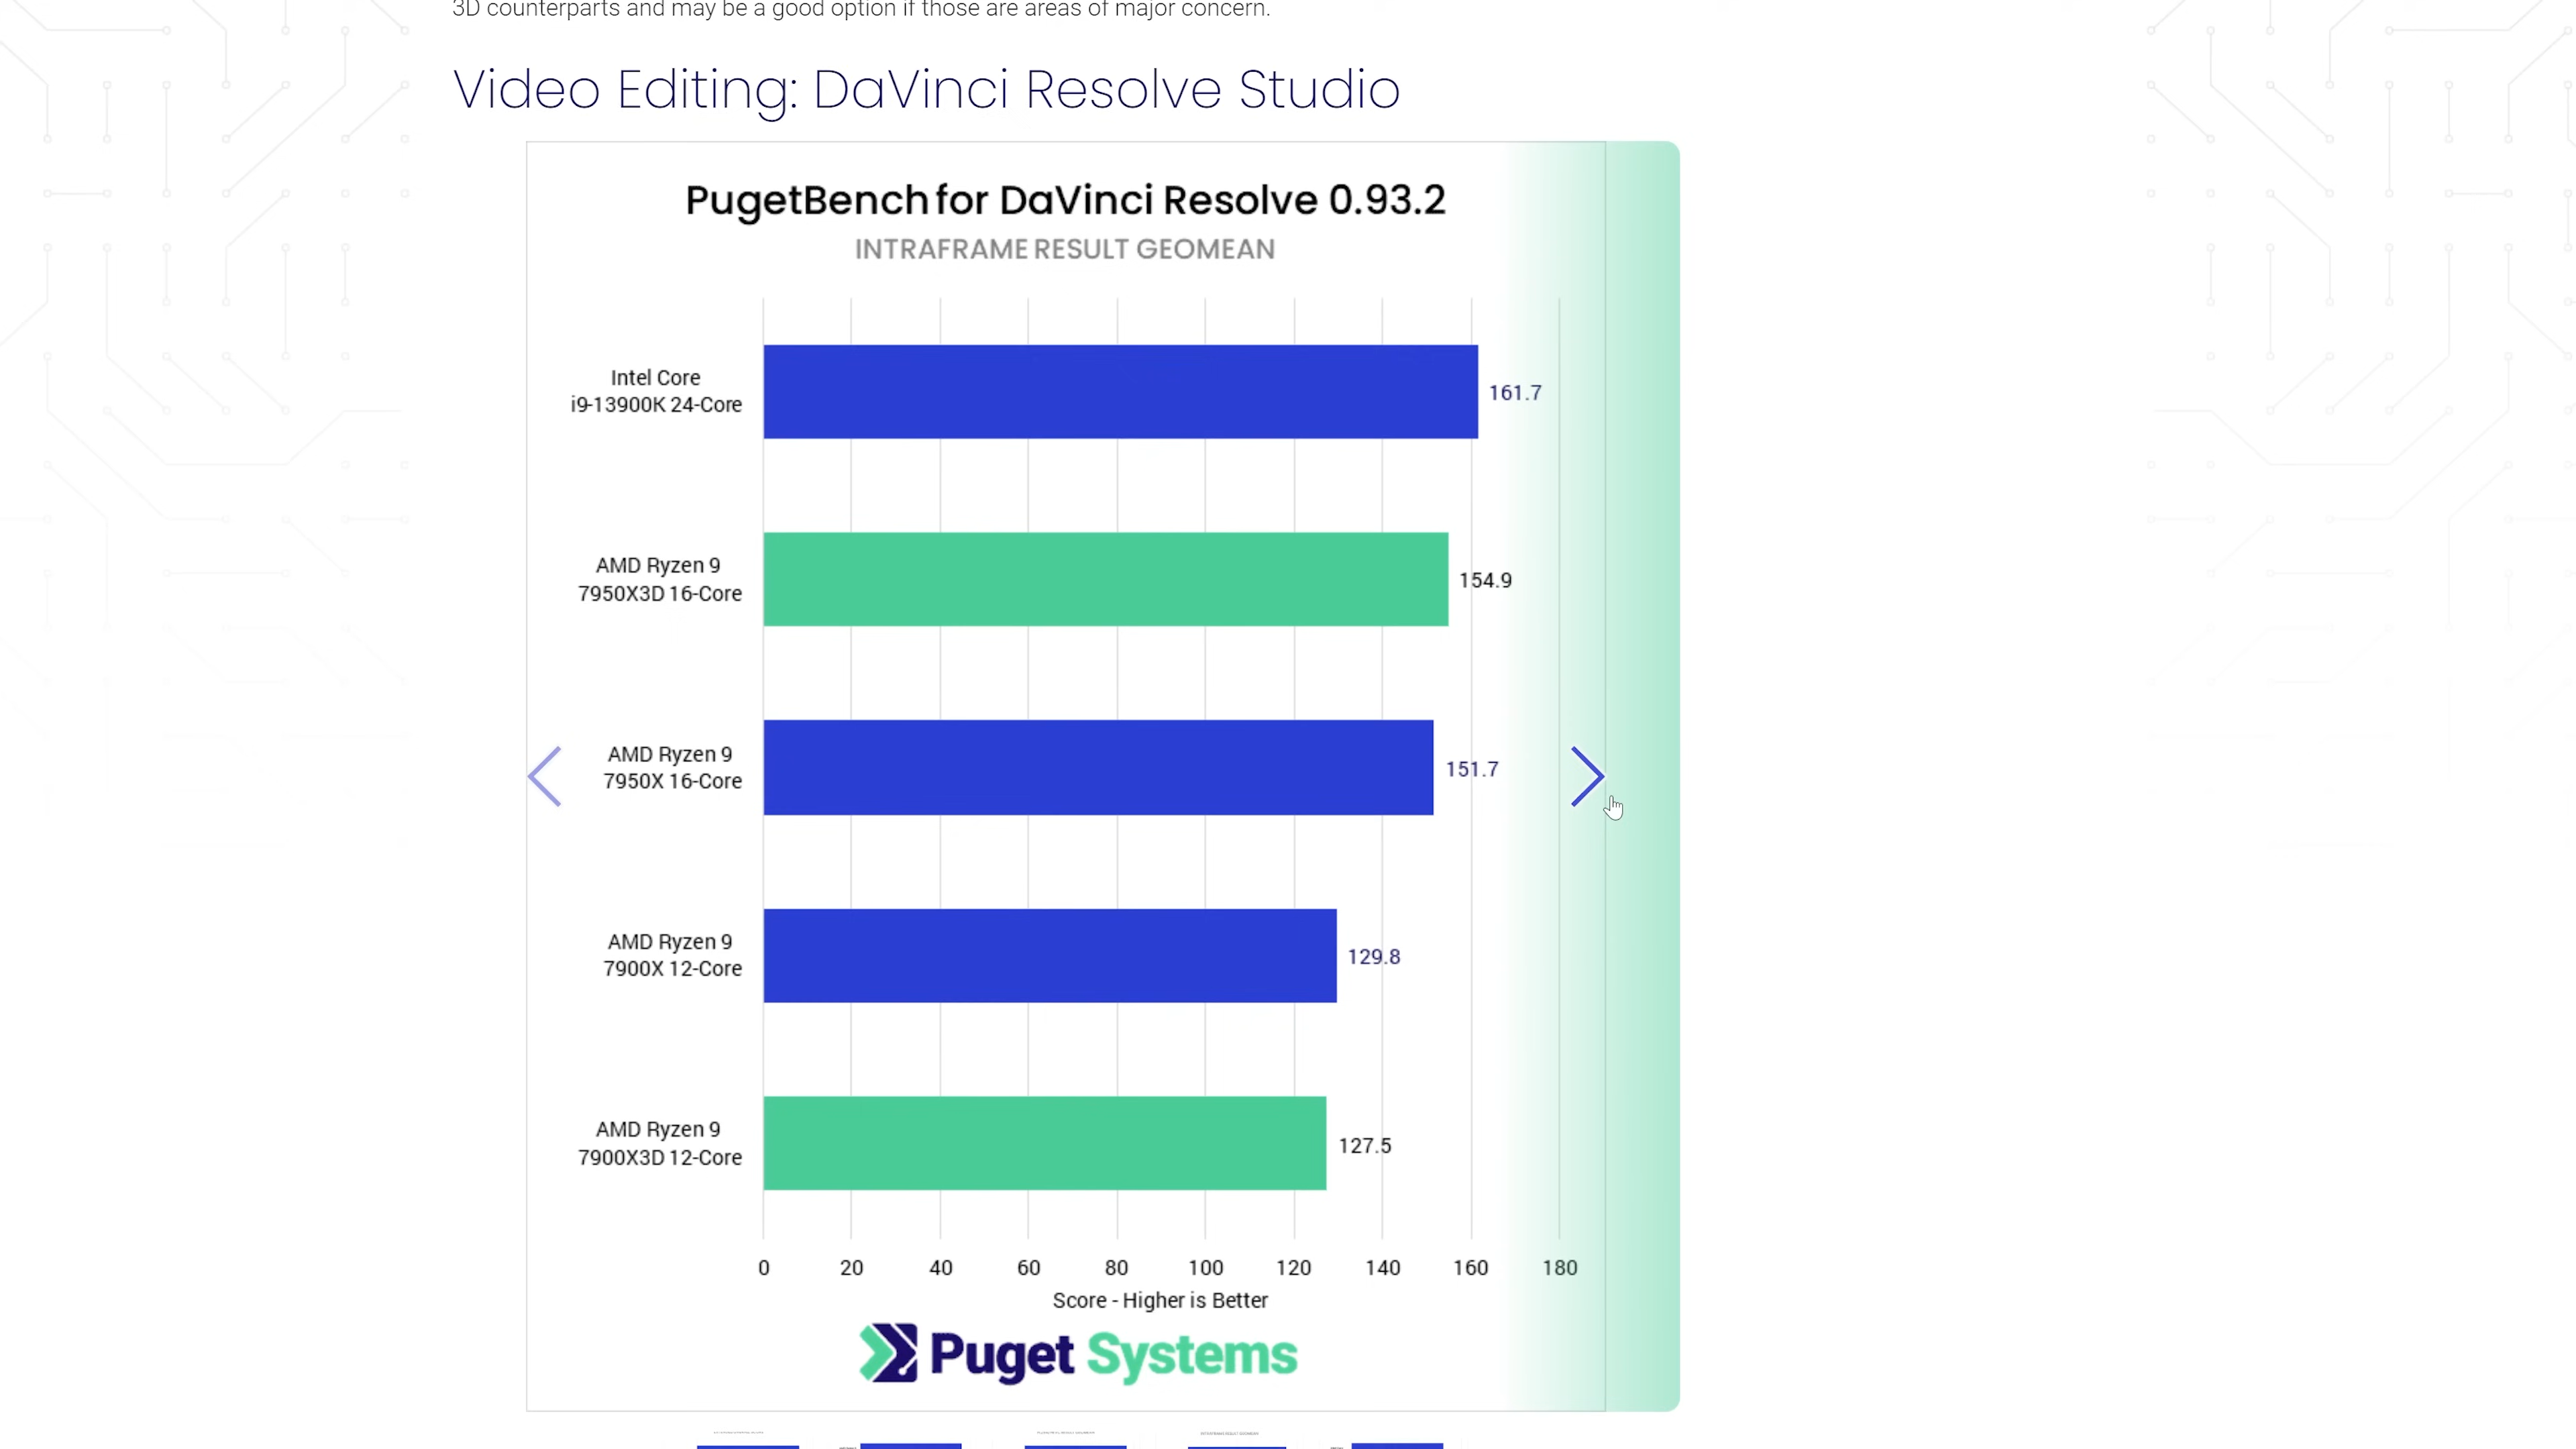 3D counterparts and may be a good option if those are areas of major concern.
Video Editing: DaVinci Resolve Studio
PugetBench for DaVinci Resolve 0.93.2
INTRAFRAME RESULT GEOMEAN
Intel Core
i9-13900K 24-Core
161.7
AMD Ryzen 9
7950X3D 16-Core
154.9
AMD Ryzen 9
7950X 16-Core
151.7
AMD Ryzen 9
7900X 12-Core
129.8
AMD Ryzen 9
7900X3D 12-Core
127.5
0 20 40 60 80 100 120 140 160 180
Score - Higher is Better
Puget Systems